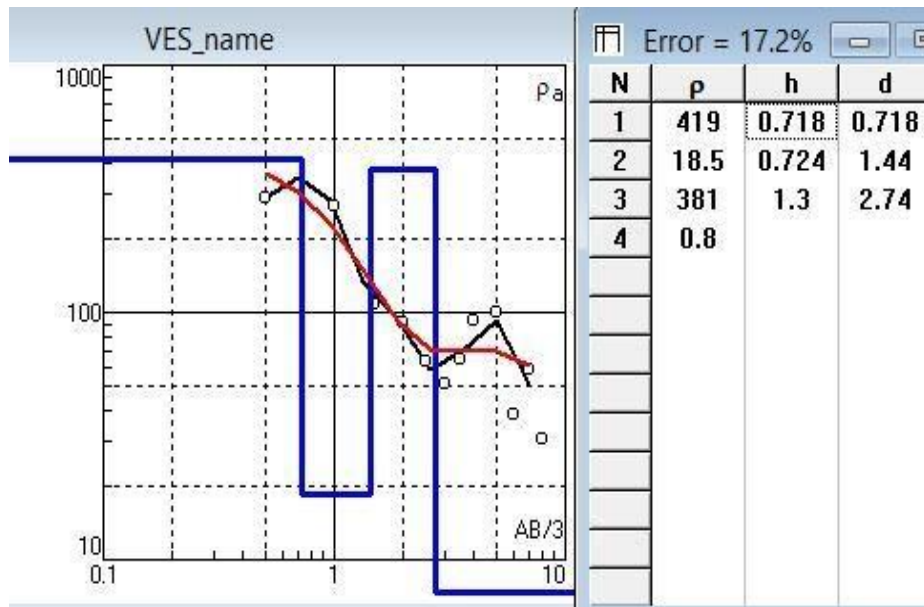 VES_name
1000
ρa
100
10
AB/3
0.1 1 10
Error = 17.2%
N ρ h d
1 419 0.718 0.718
2 18.5 0.724 1.44
3 381 1.3 2.74
4 0.8